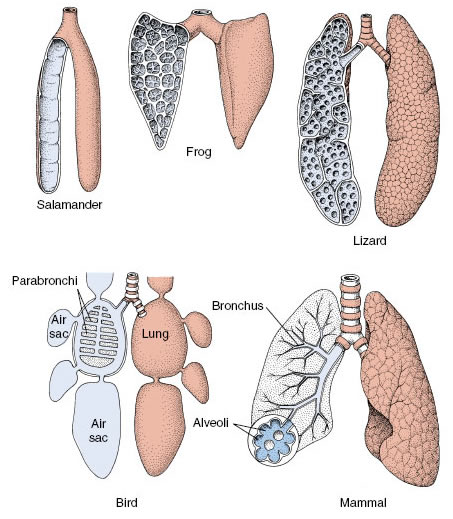 Salamander
Frog
Lizard
Parabronchi
Air
sac
Lung
Air
sac
Bird
Bronchus
Alveoli
Mammal